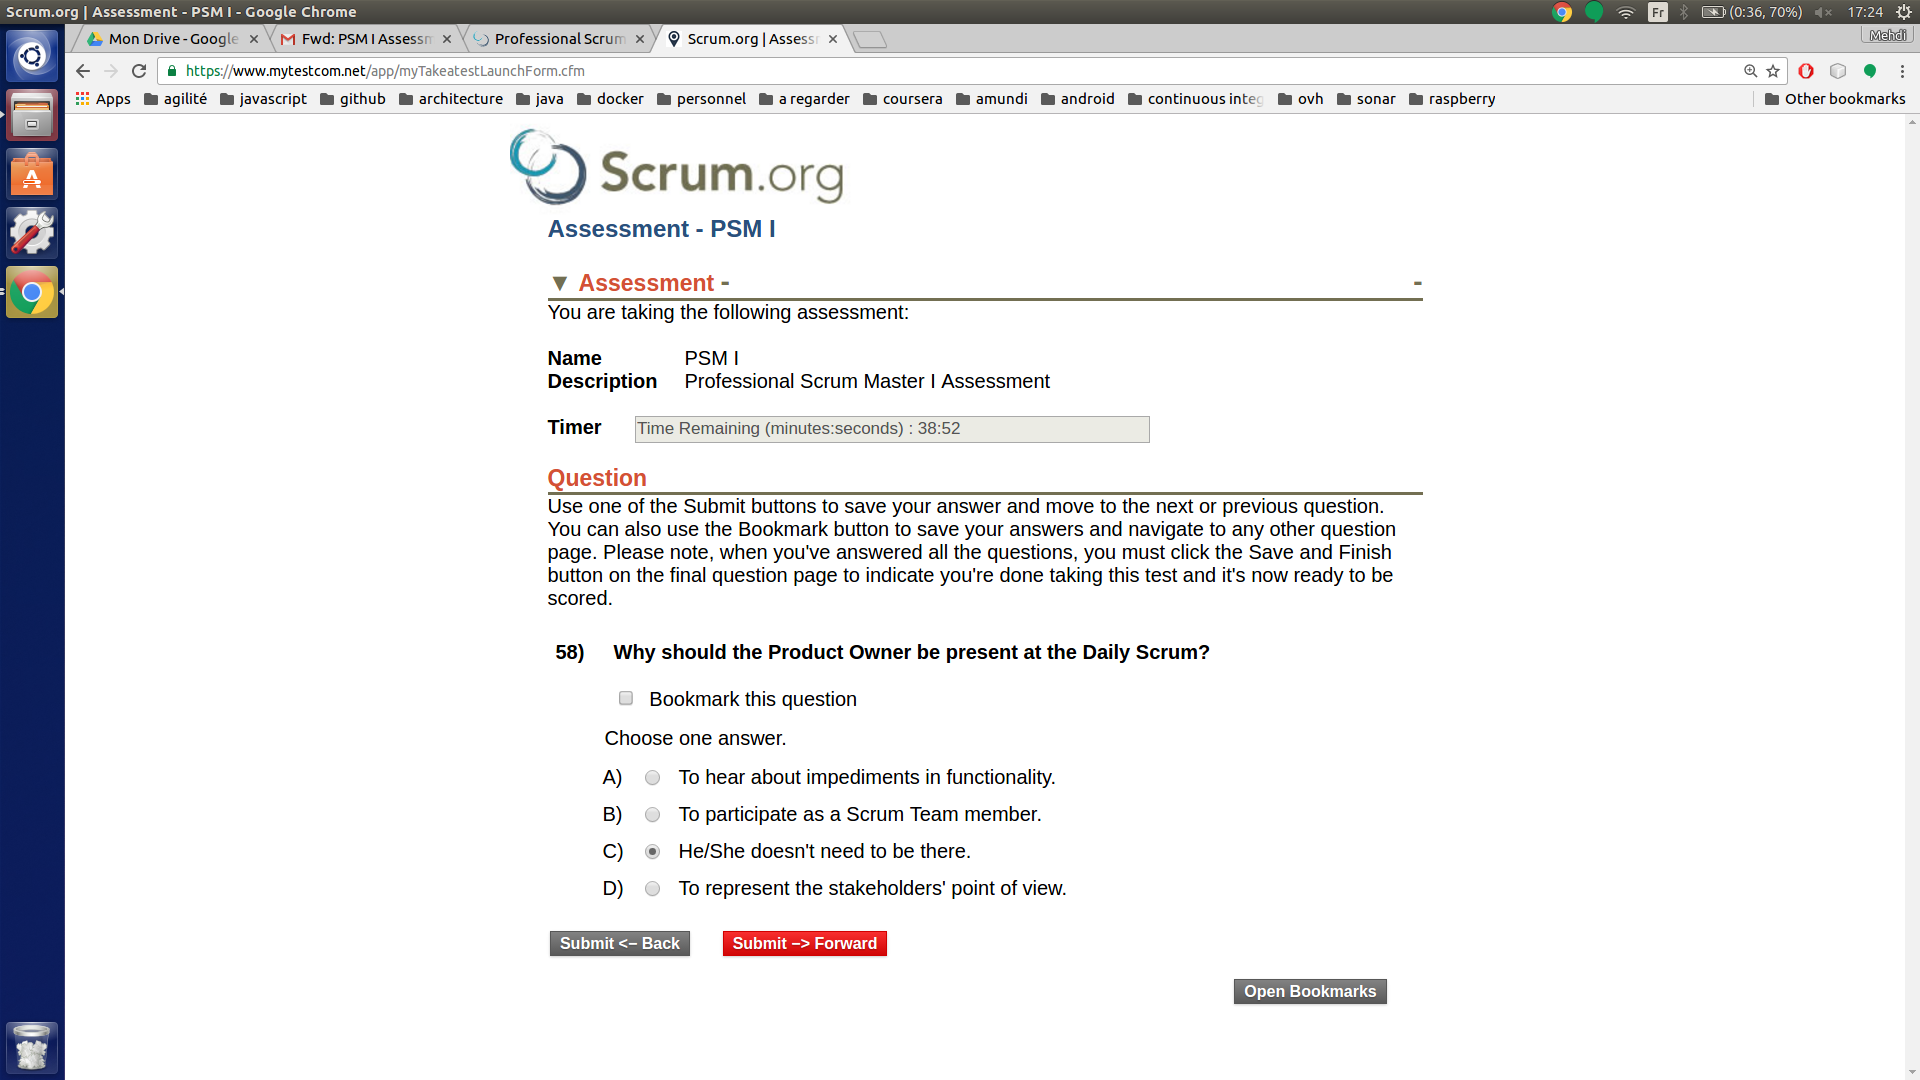 Scrum.org | Assessment - PSM I - Google Chrome
Fr
(0:36, 70%)
17:24
Mon Drive - Google
Fwd: PSM I Assessm
Professional Scrum
Scrum.org | Assess
Mehdi
https://www.mytestcom.net/app/myTakeatestLaunchForm.cfm
Apps
agilité
javascript
github
architecture
java
docker
personnel
a regarder
coursera
amundi
android
continuous integ
ovh
sonar
raspberry
Other bookmarks
Scrum.org
Assessment - PSM I
▼ Assessment - -
You are taking the following assessment:
Name PSM I
Description Professional Scrum Master I Assessment
Timer Time Remaining (minutes:seconds) : 38:52
Question
Use one of the Submit buttons to save your answer and move to the next or previous question.
You can also use the Bookmark button to save your answers and navigate to any other question
page. Please note, when you've answered all the questions, you must click the Save and Finish
button on the final question page to indicate you're done taking this test and it's now ready to be
scored.
58) Why should the Product Owner be present at the Daily Scrum?
Bookmark this question
Choose one answer.
A) To hear about impediments in functionality.
B) To participate as a Scrum Team member.
C) He/She doesn't need to be there.
D) To represent the stakeholders' point of view.
Submit <− Back
Submit −> Forward
Open Bookmarks